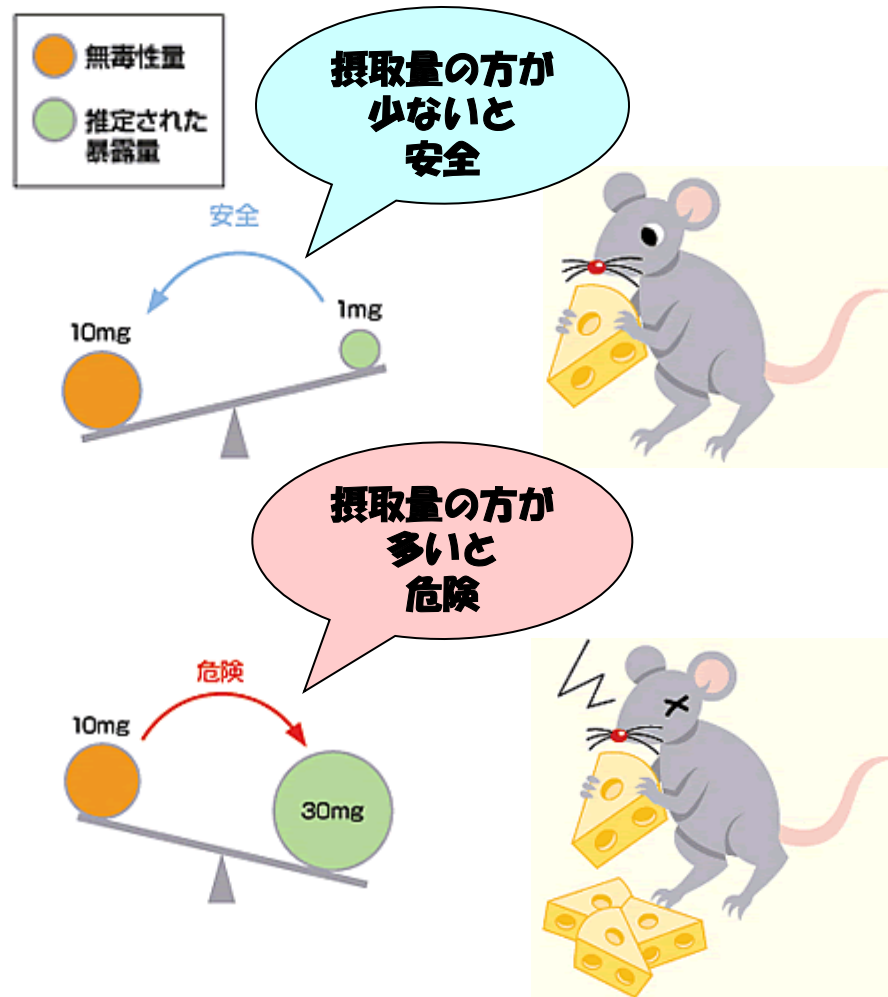 無毒性量
推定された
暴露量
摂取量の方が
少ないと
安全
安全
10mg
1mg
摂取量の方が
多いと
危険
危険
10mg
30mg